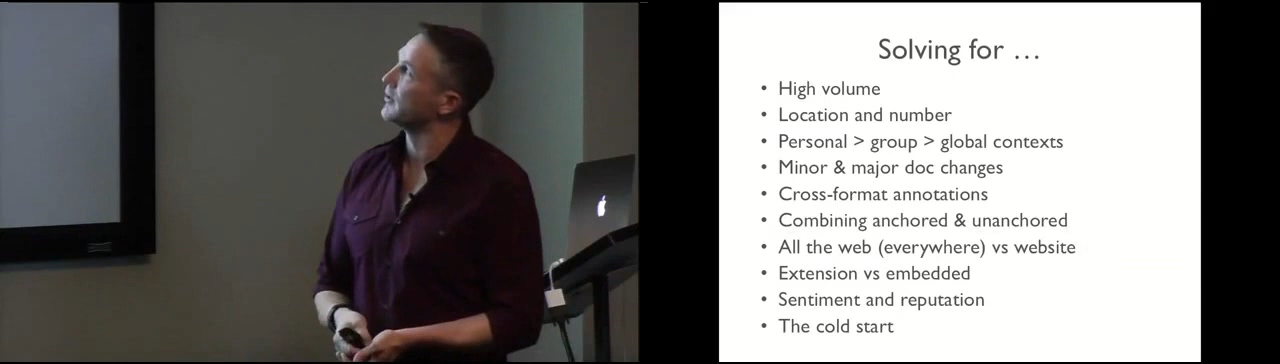 Solving for …
• High volume
• Location and number
• Personal > group > global contexts
• Minor & major doc changes
• Cross-format annotations
• Combining anchored & unanchored
• All the web (everywhere) vs website
• Extension vs embedded
• Sentiment and reputation
• The cold start